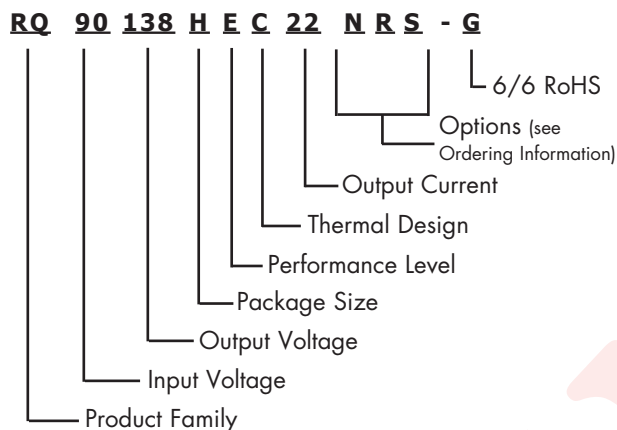 RQ 90 138 H E C 22 N R S - G
6/6 RoHS
Options (see
Ordering Information)
Output Current
Thermal Design
Performance Level
Package Size
Output Voltage
Input Voltage
Product Family